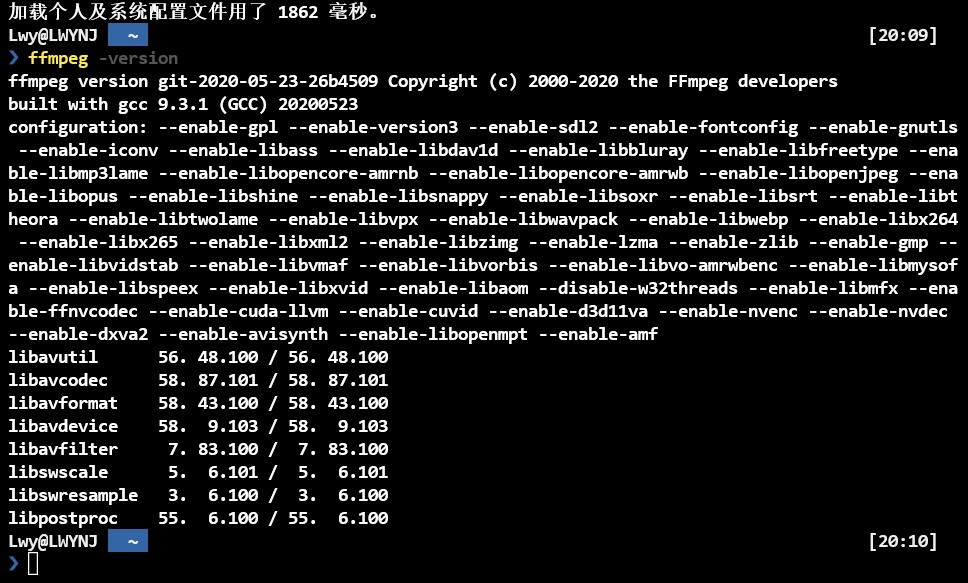 加载个人及系统配置文件用了 1862 毫秒。
Lwy@LWYNJ ~ [20:09]
❯ ffmpeg -version
ffmpeg version git-2020-05-23-26b4509 Copyright (c) 2000-2020 the FFmpeg developers
built with gcc 9.3.1 (GCC) 20200523
configuration: --enable-gpl --enable-version3 --enable-sdl2 --enable-fontconfig --enable-gnutls
--enable-iconv --enable-libass --enable-libdav1d --enable-libbluray --enable-libfreetype --ena
ble-libmp3lame --enable-libopencore-amrnb --enable-libopencore-amrwb --enable-libopenjpeg --ena
ble-libopus --enable-libshine --enable-libsnappy --enable-libsoxr --enable-libsrt --enable-libt
heora --enable-libtwolame --enable-libvpx --enable-libwavpack --enable-libwebp --enable-libx264
--enable-libx265 --enable-libxml2 --enable-libzimg --enable-lzma --enable-zlib --enable-gmp --
enable-libvidstab --enable-libvmaf --enable-libvorbis --enable-libvo-amrwbenc --enable-libmysof
a --enable-libspeex --enable-libxvid --enable-libaom --disable-w32threads --enable-libmfx --ena
ble-ffnvcodec --enable-cuda-llvm --enable-cuvid --enable-d3d11va --enable-nvenc --enable-nvdec
--enable-dxva2 --enable-avisynth --enable-libopenmpt --enable-amf
libavutil      56. 48.100 / 56. 48.100
libavcodec     58. 87.101 / 58. 87.101
libavformat    58. 43.100 / 58. 43.100
libavdevice    58.  9.103 / 58.  9.103
libavfilter     7. 83.100 /  7. 83.100
libswscale      5.  6.101 /  5.  6.101
libswresample   3.  6.100 /  3.  6.100
libpostproc    55.  6.100 / 55.  6.100
Lwy@LWYNJ ~ [20:10]
❯